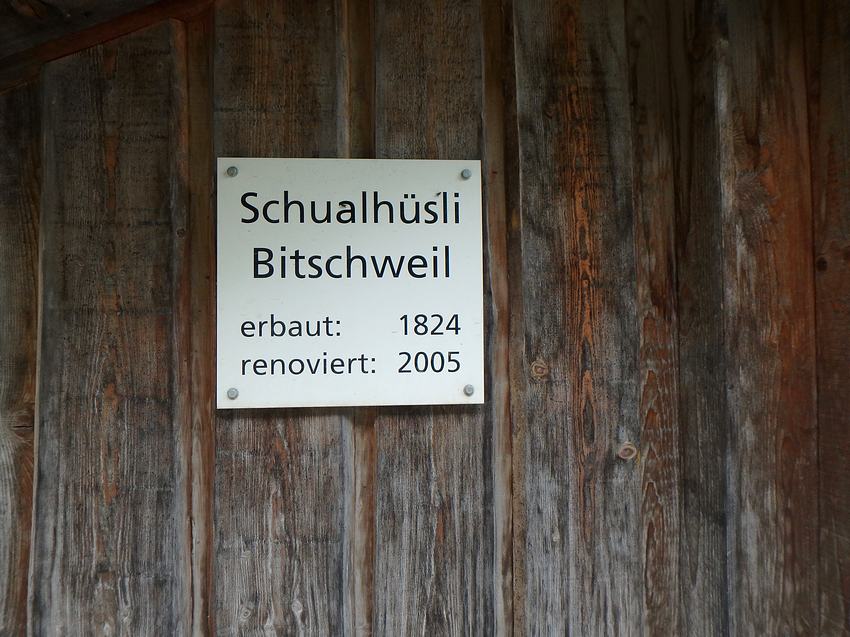 Schualhüsli
Bitschweil
erbaut: 1824
renoviert: 2005